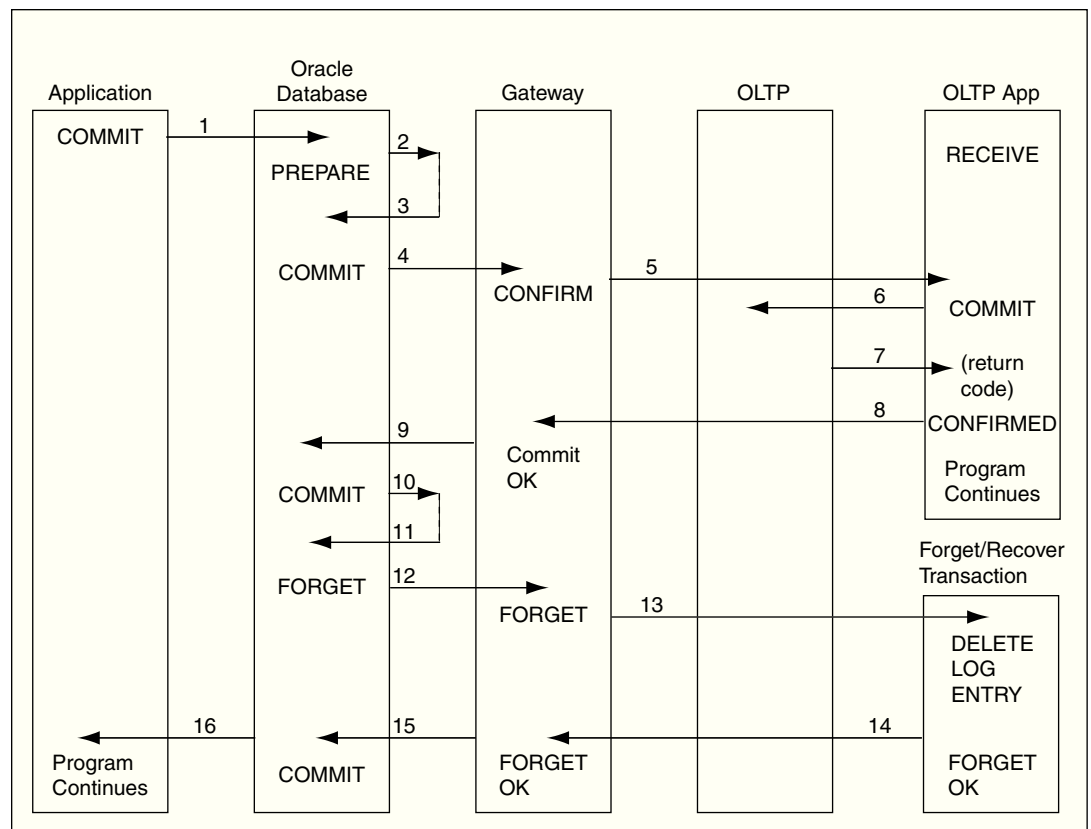 Application
Oracle
Database
Gateway
OLTP
OLTP App
COMMIT
1
PREPARE
2
3
RECEIVE
COMMIT
4
CONFIRM
5
6
COMMIT
7
(return
code)
8
CONFIRMED
9
Commit
OK
Program
Continues
COMMIT
10
11
Forget/Recover
Transaction
FORGET
12
FORGET
13
DELETE
LOG
ENTRY
14
15
16
Program
Continues
COMMIT
FORGET
OK
FORGET
OK